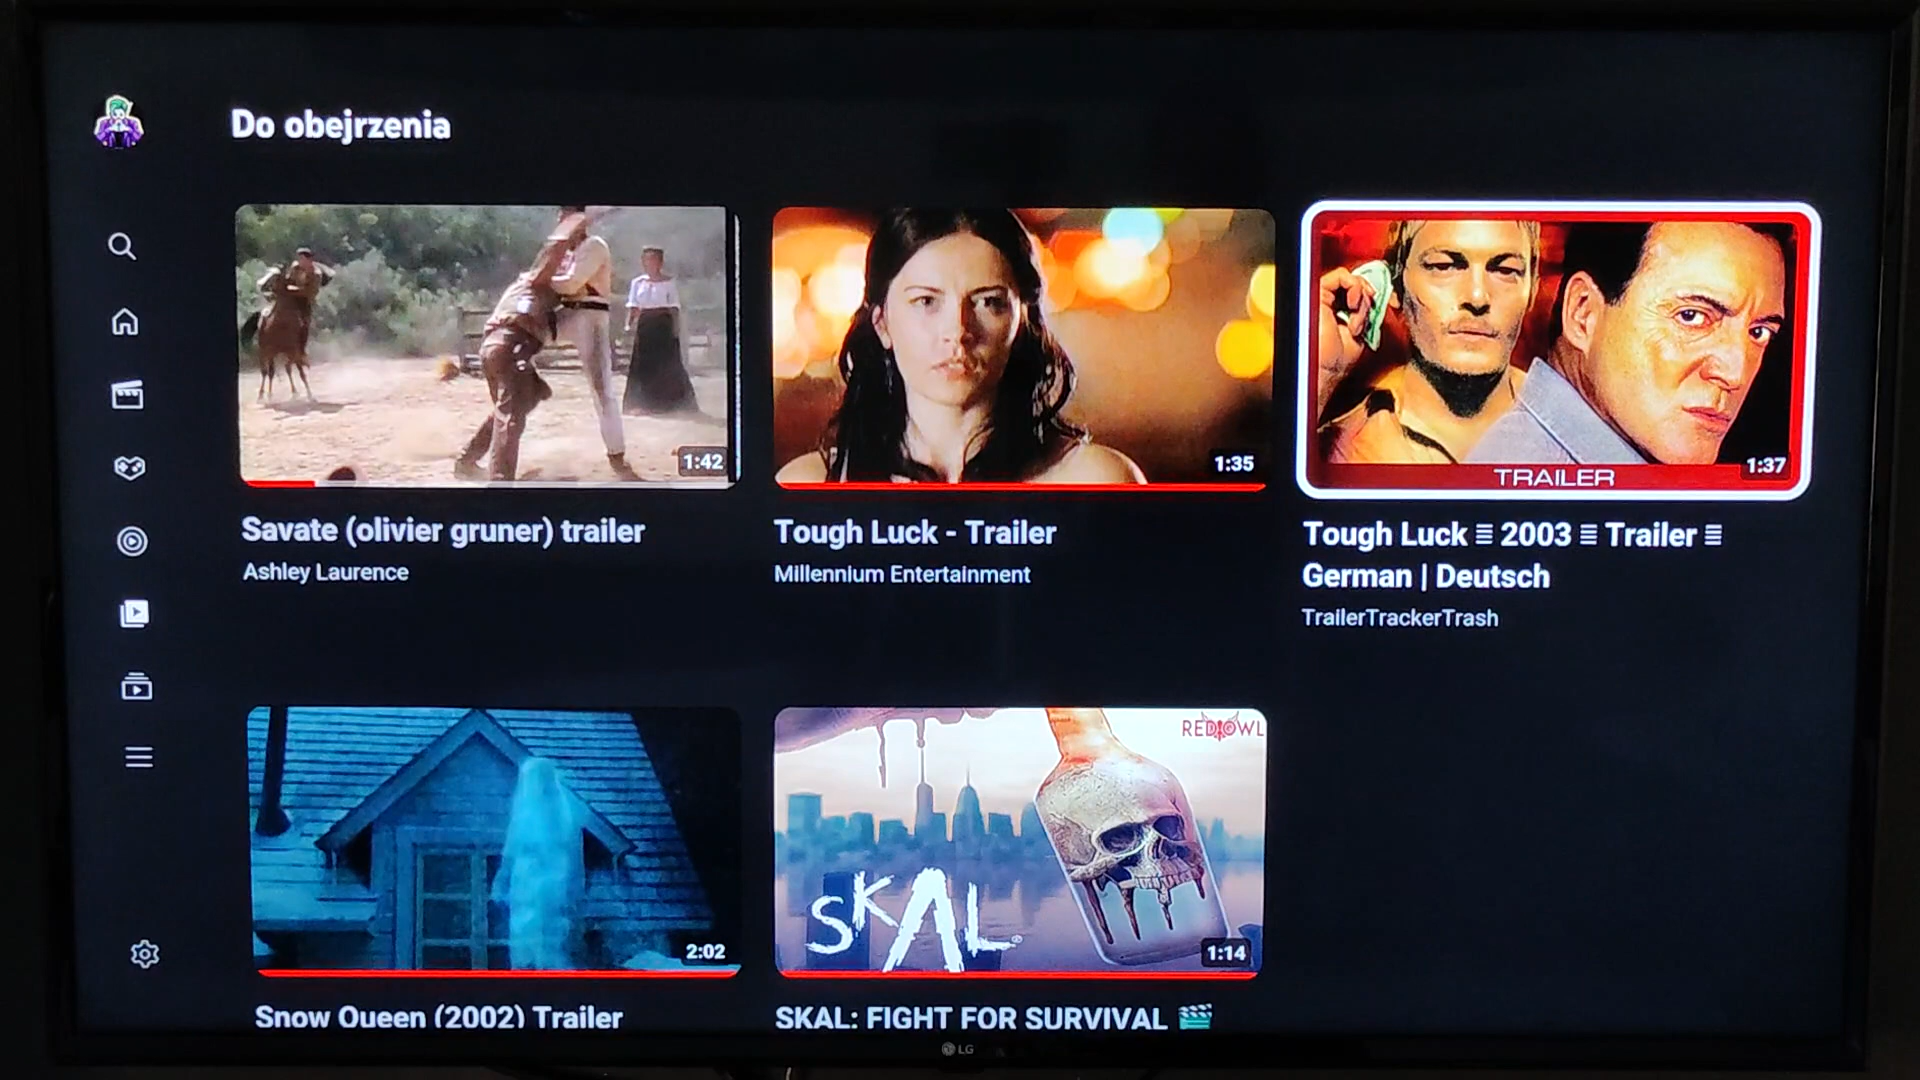 Do obejrzenia
1:42
1:35
TRAILER
1:37
Savate (olivier gruner) trailer
Ashley Laurence
Tough Luck - Trailer
Millennium Entertainment
Tough Luck ≣ 2003 ≣ Trailer ≣
German | Deutsch
TrailerTrackerTrash
2:02
REDOWL
SKAL
1:14
Snow Queen (2002) Trailer
SKAL: FIGHT FOR SURVIVAL 🎬
LG